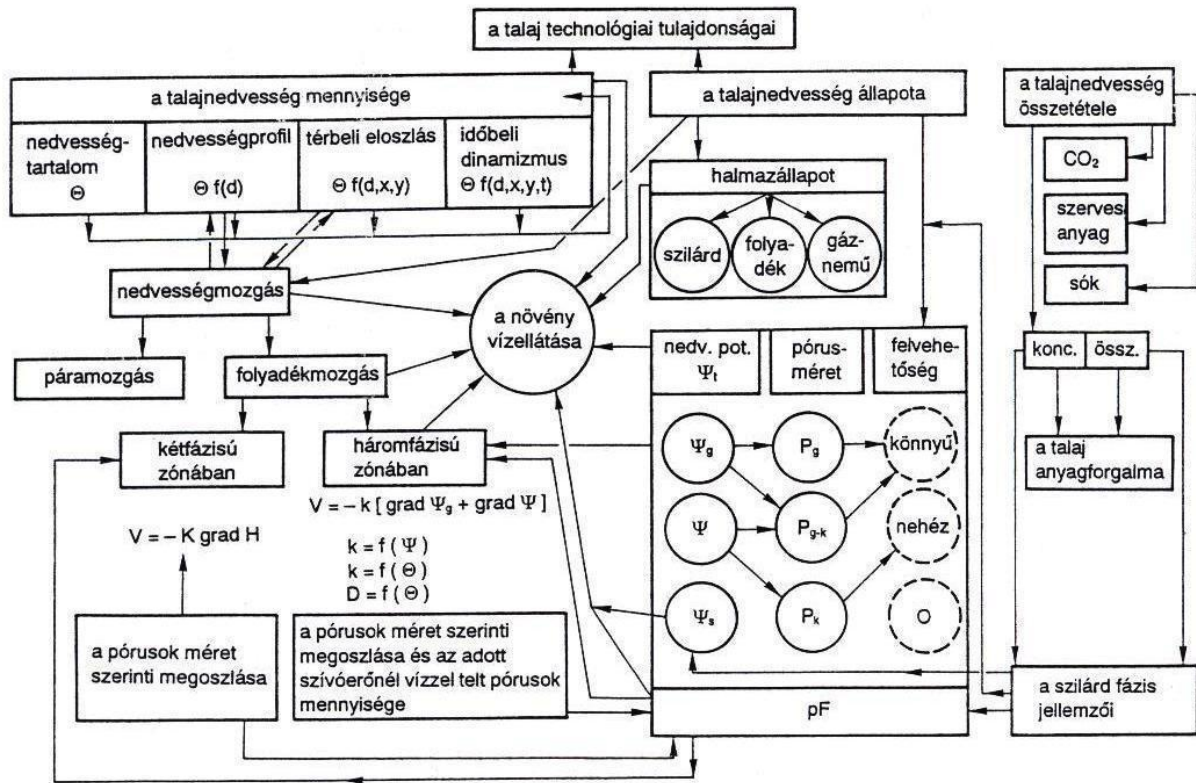 a talaj technológiai tulajdonságai
a talajnedvesség mennyisége
nedvesség-
tartalom
Θ
nedvességprofil
Θ f(d)
térbeli eloszlás
Θ f(d,x,y)
időbeli
dinamizmus
Θ f(d,x,y,t)
a talajnedvesség állapota
a talajnedvesség
összetétele
CO₂
szerves
anyag
sók
halmazállapot
szilárd
folya-
dék
gáz-
nemű
nedvességmozgás
a növény
vízellátása
páramozgás
folyadékmozgás
kétfázisú
zónában
háromfázisú
zónában
V = – k [ grad Ψg + grad Ψ ]
V = – K grad H
k = f ( Ψ )
k = f ( Θ )
D = f ( Θ )
nedv. pot.
Ψt
pórus-
méret
felvehe-
tőség
Ψg
Pg
könnyű
Ψ
Pg-k
nehéz
Ψs
Pk
O
konc.
össz.
a talaj
anyagforgalma
a pórusok méret
szerinti megoszlása
a pórusok méret szerinti
megoszlása és az adott
szívóerőnél vízzel telt pórusok
mennyisége
pF
a szilárd fázis
jellemzői